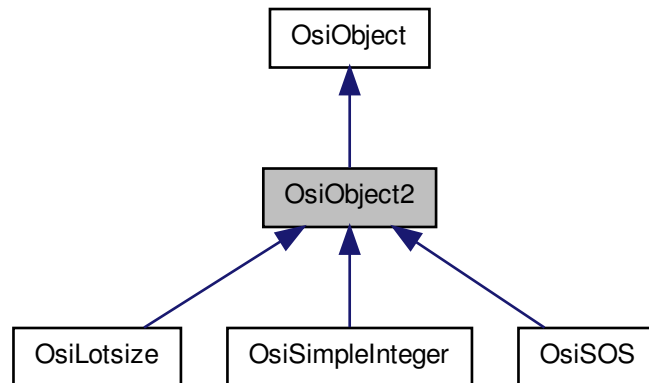 OsiObject
OsiObject2
OsiLotsize
OsiSimpleInteger
OsiSOS